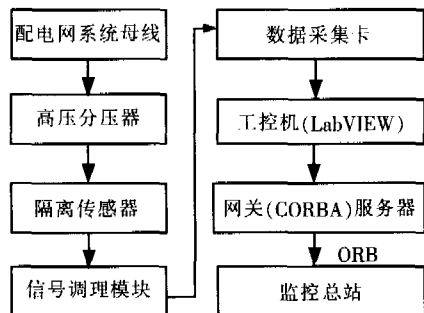 配电网系统母线
高压分压器
隔离传感器
信号调理模块
数据采集卡
工控机(LabVIEW)
网关(CORBA)服务器
ORB
监控总站